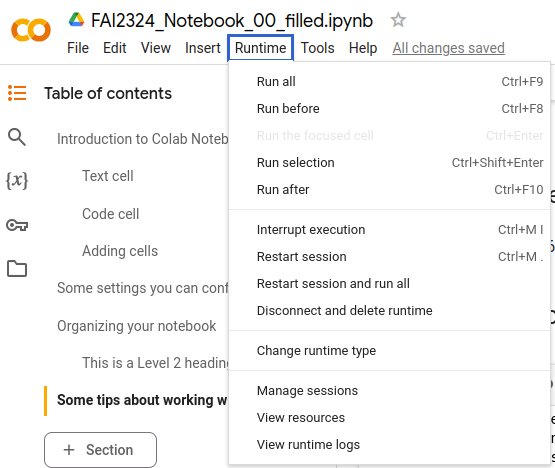 FAI2324_Notebook_00_filled.ipynb
File Edit View Insert Runtime Tools Help All changes saved
Table of contents
Introduction to Colab
Text cell
Code cell
Adding cells
Some settings you can
Organizing your notebook
This is a Level 2
Some tips about working
+ Section
Run all Ctrl+F9
Run before Ctrl+F8
Run the focused cell Ctrl+Enter
Run selection Ctrl+Shift+Enter
Run after Ctrl+F10
Interrupt execution Ctrl+M I
Restart session Ctrl+M .
Restart session and run all
Disconnect and delete runtime
Change runtime type
Manage sessions
View resources
View runtime logs